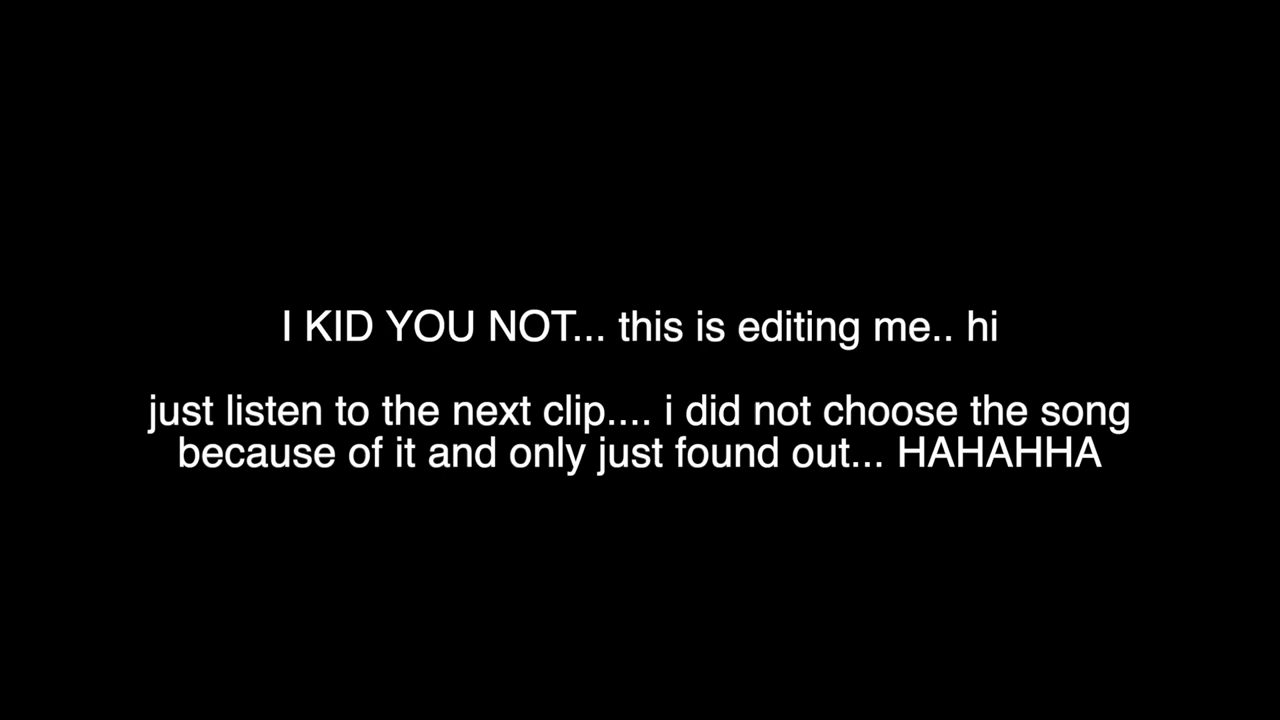 I KID YOU NOT... this is editing me.. hi
just listen to the next clip.... i did not choose the song
because of it and only just found out... HAHAHHA